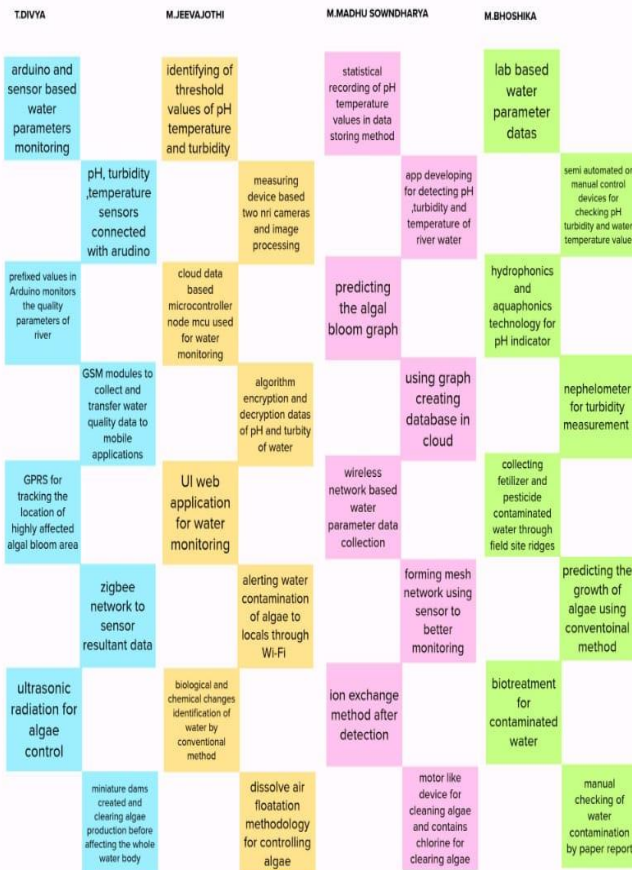 T.DIVYA
arduino and
sensor based
water
parameters
monitoring
pH, turbidity
,temperature
sensors
connected
with arudino
prefixed values in
Arduino monitors
the quality
parameters of
river
GSM modules to
collect and
transfer water
quality data to
mobile
applications
GPRS for
tracking the
location of
highly affected
algal bloom area
zigbee
network to
sensor
resultant data
ultrasonic
radiation for
algae
control
miniature dams
created and
clearing algae
production before
affecting the whole
water body
M.JEEVAJOTHI
identifying of
threshold
values of pH
temperature
and turbidity
measuring
device based
two nri cameras
and image
processing
cloud data
based
microcontroller
node mcu used
for water
monitoring
algorithm
encryption and
decryption datas
of pH and turbity
of water
UI web
application
for water
monitoring
alerting water
contamination
of algae to
locals through
Wi-Fi
biological and
chemical changes
identification of
water by
conventional
method
dissolve air
floatation
methodology
for controlling
algae
M.MADHU SOWNDHARYA
statistical
recording of pH
temperature
values in data
storing method
app developing
for detecting pH
,turbidity and
temperature of
river water
predicting
the algal
bloom graph
using graph
creating
database in
cloud
wireless
network based
water
parameter data
collection
forming mesh
network using
sensor to
better
monitoring
ion exchange
method after
detection
motor like
device for
cleaning algae
and contains
chlorine for
clearing algae
M.BHOSHIKA
lab based
water
parameter
datas
semi automated or
manual control
devices for
checking pH
turbidity and water
temperature value
hydrophonics
and
aquaphonics
technology for
pH indicator
nephelometer
for turbidity
measurement
collecting
fetilizer and
pesticide
contaminated
water through
field site ridges
predicting the
growth of
algae using
conventoinal
method
biotreatment
for
contaminated
water
manual
checking of
water
contamination
by paper report